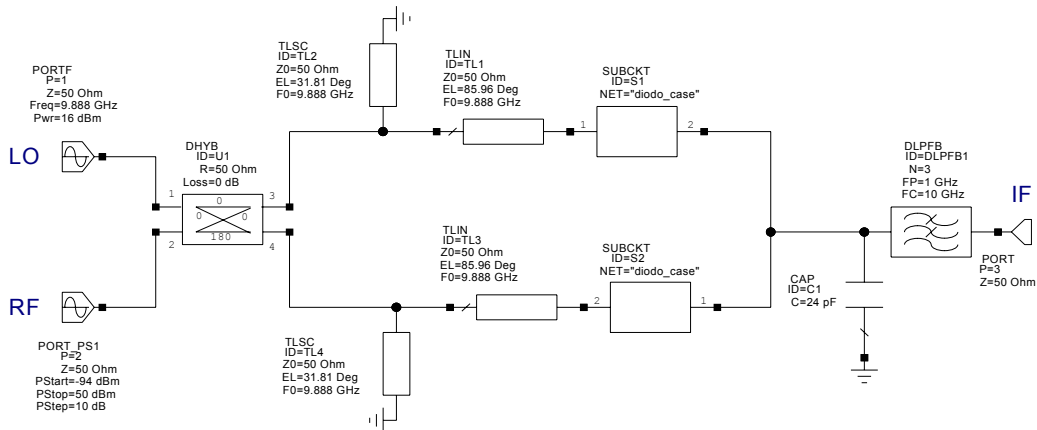 LO
PORTF
P=1
Z=50 Ohm
Freq=9.888 GHz
Pwr=16 dBm
RF
PORT_PS1
P=2
Z=50 Ohm
PStart=-94 dBm
PStop=50 dBm
PStep=10 dB
DHYB
ID=U1
R=50 Ohm
Loss=0 dB
1
2
3
4
0
0
0
180
TLSC
ID=TL2
Z0=50 Ohm
EL=31.81 Deg
F0=9.888 GHz
TLIN
ID=TL1
Z0=50 Ohm
EL=85.96 Deg
F0=9.888 GHz
SUBCKT
ID=S1
NET="diodo_case"
1
2
TLSC
ID=TL4
Z0=50 Ohm
EL=31.81 Deg
F0=9.888 GHz
TLIN
ID=TL3
Z0=50 Ohm
EL=85.96 Deg
F0=9.888 GHz
SUBCKT
ID=S2
NET="diodo_case"
2
1
CAP
ID=C1
C=24 pF
DLPFB
ID=DLPFB1
N=3
FP=1 GHz
FC=10 GHz
IF
PORT
P=3
Z=50 Ohm